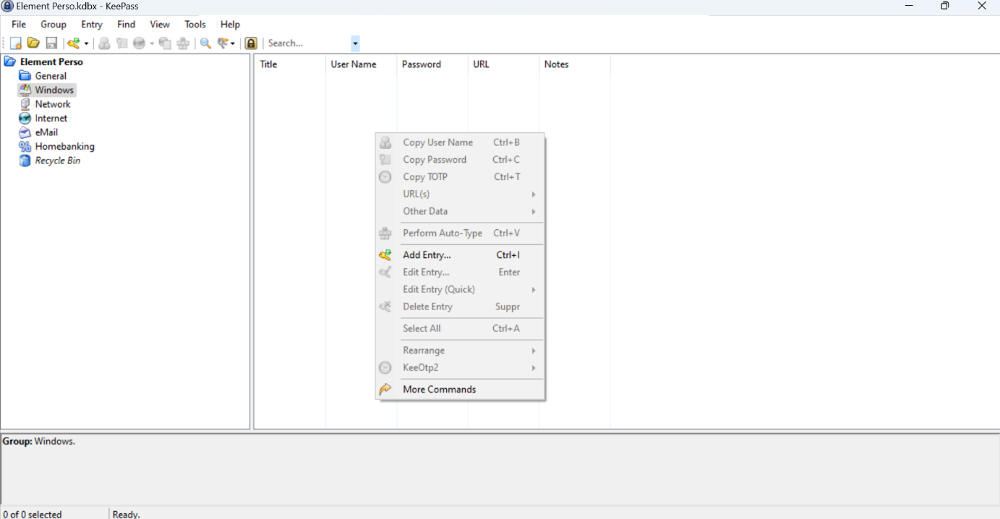 Element Perso.kdbx - KeePass
File Group Entry Find View Tools Help
Search...
Element Perso
General
Windows
Network
Internet
eMail
Homebanking
Recycle Bin
Title User Name Password URL Notes
Copy User Name Ctrl+B
Copy Password Ctrl+C
Copy TOTP Ctrl+T
URL(s)
Other Data
Perform Auto-Type Ctrl+V
Add Entry... Ctrl+I
Edit Entry... Enter
Edit Entry (Quick)
Delete Entry Suppr
Select All Ctrl+A
Rearrange
KeeOtp2
More Commands
Group: Windows.
0 of 0 selected Ready.